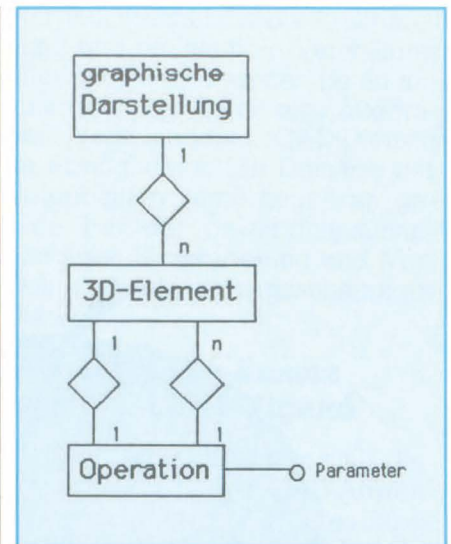 graphische
Darstellung
1
n
3D-Element
1
n
1
1
Operation
Parameter